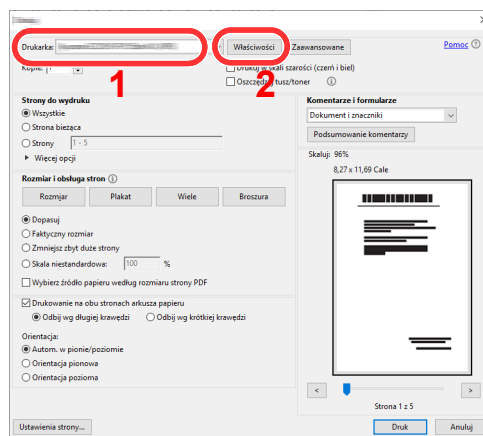 Drukarka:
Właściwości
Zaawansowane
Pomoc
Kopie: 1
Drukuj w skali szarości (czerń i biel)
Oszczędzaj tusz/toner
1
2
Strony do wydruku
Wszystkie
Strona bieżąca
Strony 1 - 5
Więcej opcji
Rozmiar i obsługa stron
Rozmiar Plakat Wiele Broszura
Dopasuj
Faktyczny rozmiar
Zmniejsz zbyt duże strony
Skala niestandardowa: 100 %
Wybierz źródło papieru według rozmiaru strony PDF
Drukowanie na obu stronach arkusza papieru
Odbij wg długiej krawędzi Odbij wg krótkiej krawędzi
Orientacja:
Autom. w pionie/poziomie
Orientacja pionowa
Orientacja pozioma
Komentarze i formularze
Dokument i znaczniki
Podsumowanie komentarzy
Skaluj: 96%
8,27 x 11,69 Cale
< >
Strona 1 z 5
Ustawienia strony...
Druk Anuluj